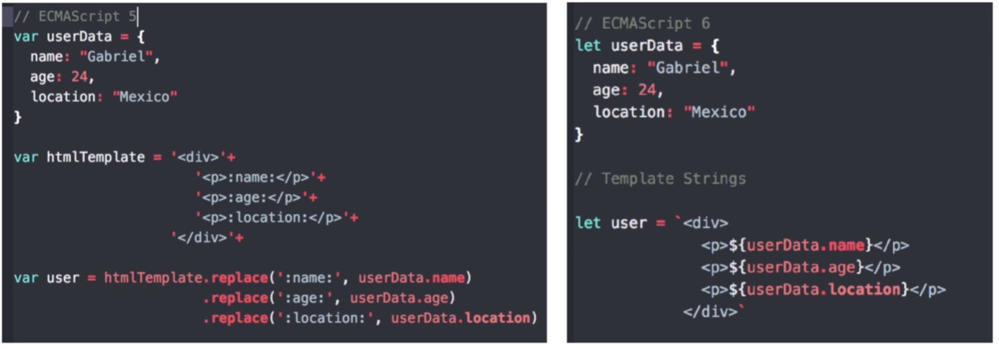 // ECMAScript 5
var userData = {
  name: "Gabriel",
  age: 24,
  location: "Mexico"
}
var htmlTemplate = '<div>'+
                      '<p>:name:</p>'+
                      '<p>:age:</p>'+
                      '<p>:location:</p>'+
                   '</div>'+
var user = htmlTemplate.replace(':name:', userData.name)
                       .replace(':age:', userData.age)
                       .replace(':location:', userData.location)
// ECMAScript 6
let userData = {
  name: "Gabriel",
  age: 24,
  location: "Mexico"
}
// Template Strings
let user = `<div>
              <p>${userData.name}</p>
              <p>${userData.age}</p>
              <p>${userData.location}</p>
            </div>`